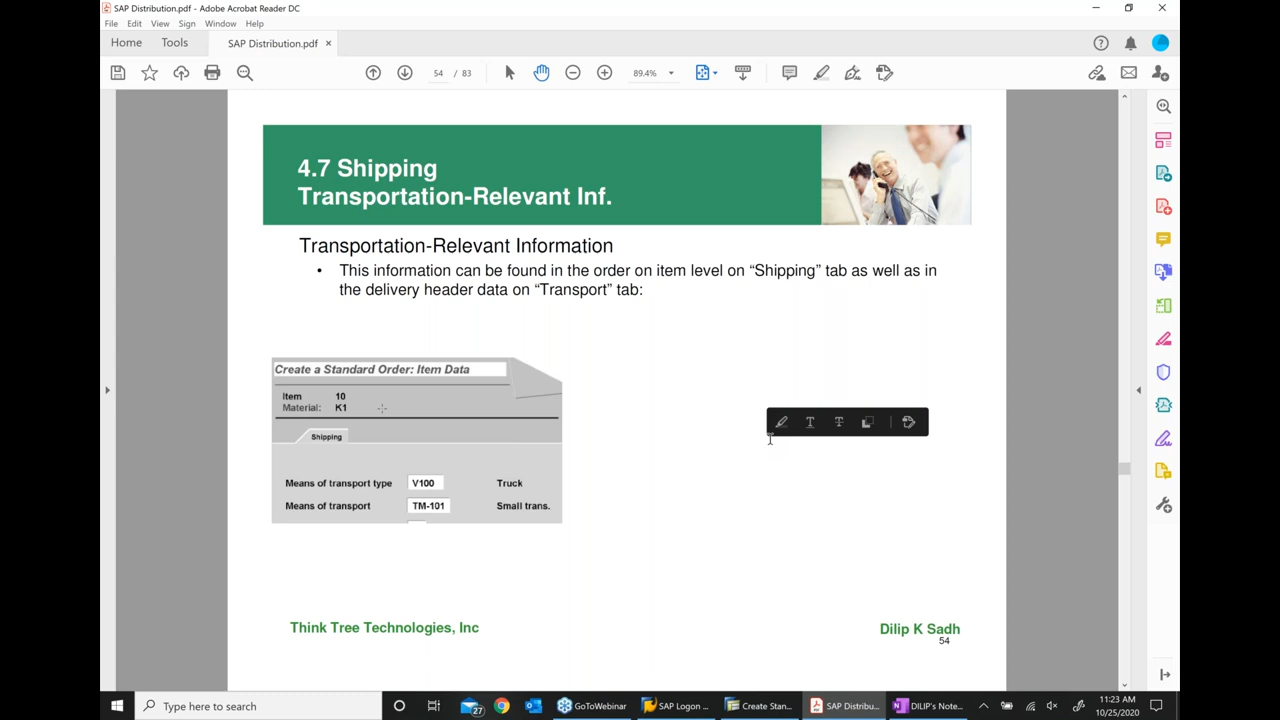 SAP Distribution.pdf - Adobe Acrobat Reader DC
File Edit View Sign Window Help
Home Tools SAP Distribution.pdf ×
54 / 83 89.4%
4.7 Shipping
Transportation-Relevant Inf.
Transportation-Relevant Information
• This information can be found in the order on item level on “Shipping” tab as well as in
the delivery header data on “Transport” tab:
Create a Standard Order: Item Data
Item 10
Material: K1
Shipping
Means of transport type V100 Truck
Means of transport TM-101 Small trans.
Think Tree Technologies, Inc
Dilip K Sadh
54
Type here to search
27
GoToWebinar
SAP Logon ...
Create Stan...
SAP Distribu...
DILIP's Note...
11:23 AM
10/25/2020